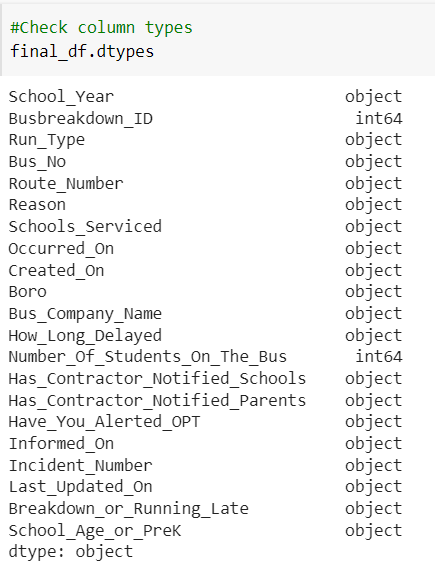 #Check column types
final_df.dtypes
School_Year object
Busbreakdown_ID int64
Run_Type object
Bus_No object
Route_Number object
Reason object
Schools_Serviced object
Occurred_On object
Created_On object
Boro object
Bus_Company_Name object
How_Long_Delayed object
Number_Of_Students_On_The_Bus int64
Has_Contractor_Notified_Schools object
Has_Contractor_Notified_Parents object
Have_You_Alerted_OPT object
Informed_On object
Incident_Number object
Last_Updated_On object
Breakdown_or_Running_Late object
School_Age_or_PreK object
dtype: object